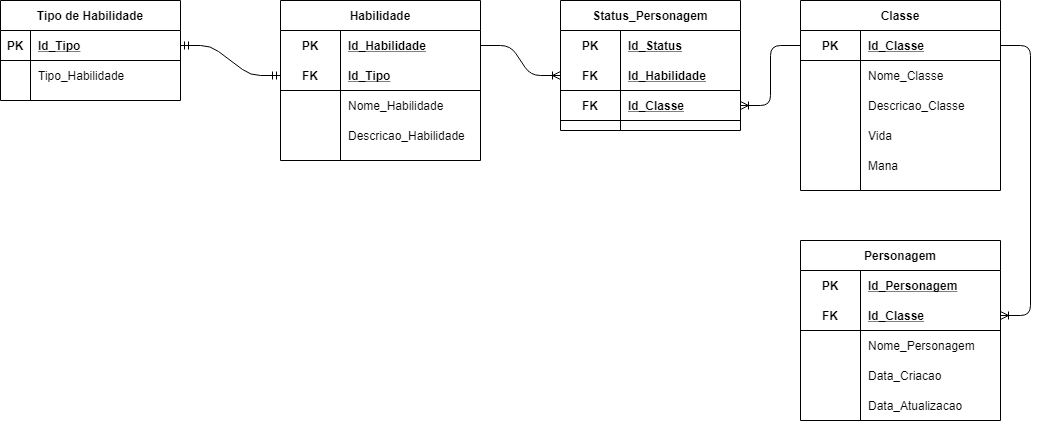 Tipo de Habilidade
PK Id_Tipo
Tipo_Habilidade
Habilidade
PK Id_Habilidade
FK Id_Tipo
Nome_Habilidade
Descricao_Habilidade
Status_Personagem
PK Id_Status
FK Id_Habilidade
FK Id_Classe
Classe
PK Id_Classe
Nome_Classe
Descricao_Classe
Vida
Mana
Personagem
PK Id_Personagem
FK Id_Classe
Nome_Personagem
Data_Criacao
Data_Atualizacao